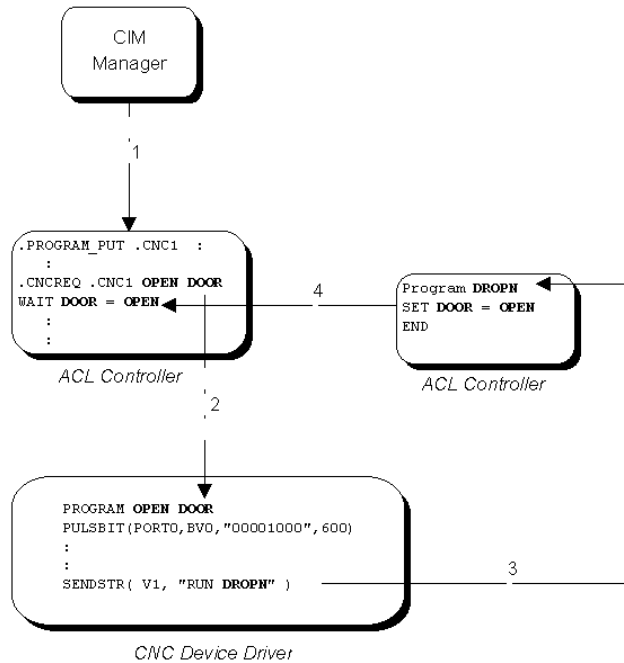 CIM
Manager
1
.PROGRAM_PUT .CNC1 :
:
.CNCREQ .CNC1 OPEN DOOR
WAIT DOOR = OPEN
:
:
ACL Controller
4
Program DROPN
SET DOOR = OPEN
END
ACL Controller
2
PROGRAM OPEN DOOR
PULSBIT(PORT0,BV0,"00001000",600)
:
:
SENDSTR( V1, "RUN DROPN" )
3
CNC Device Driver